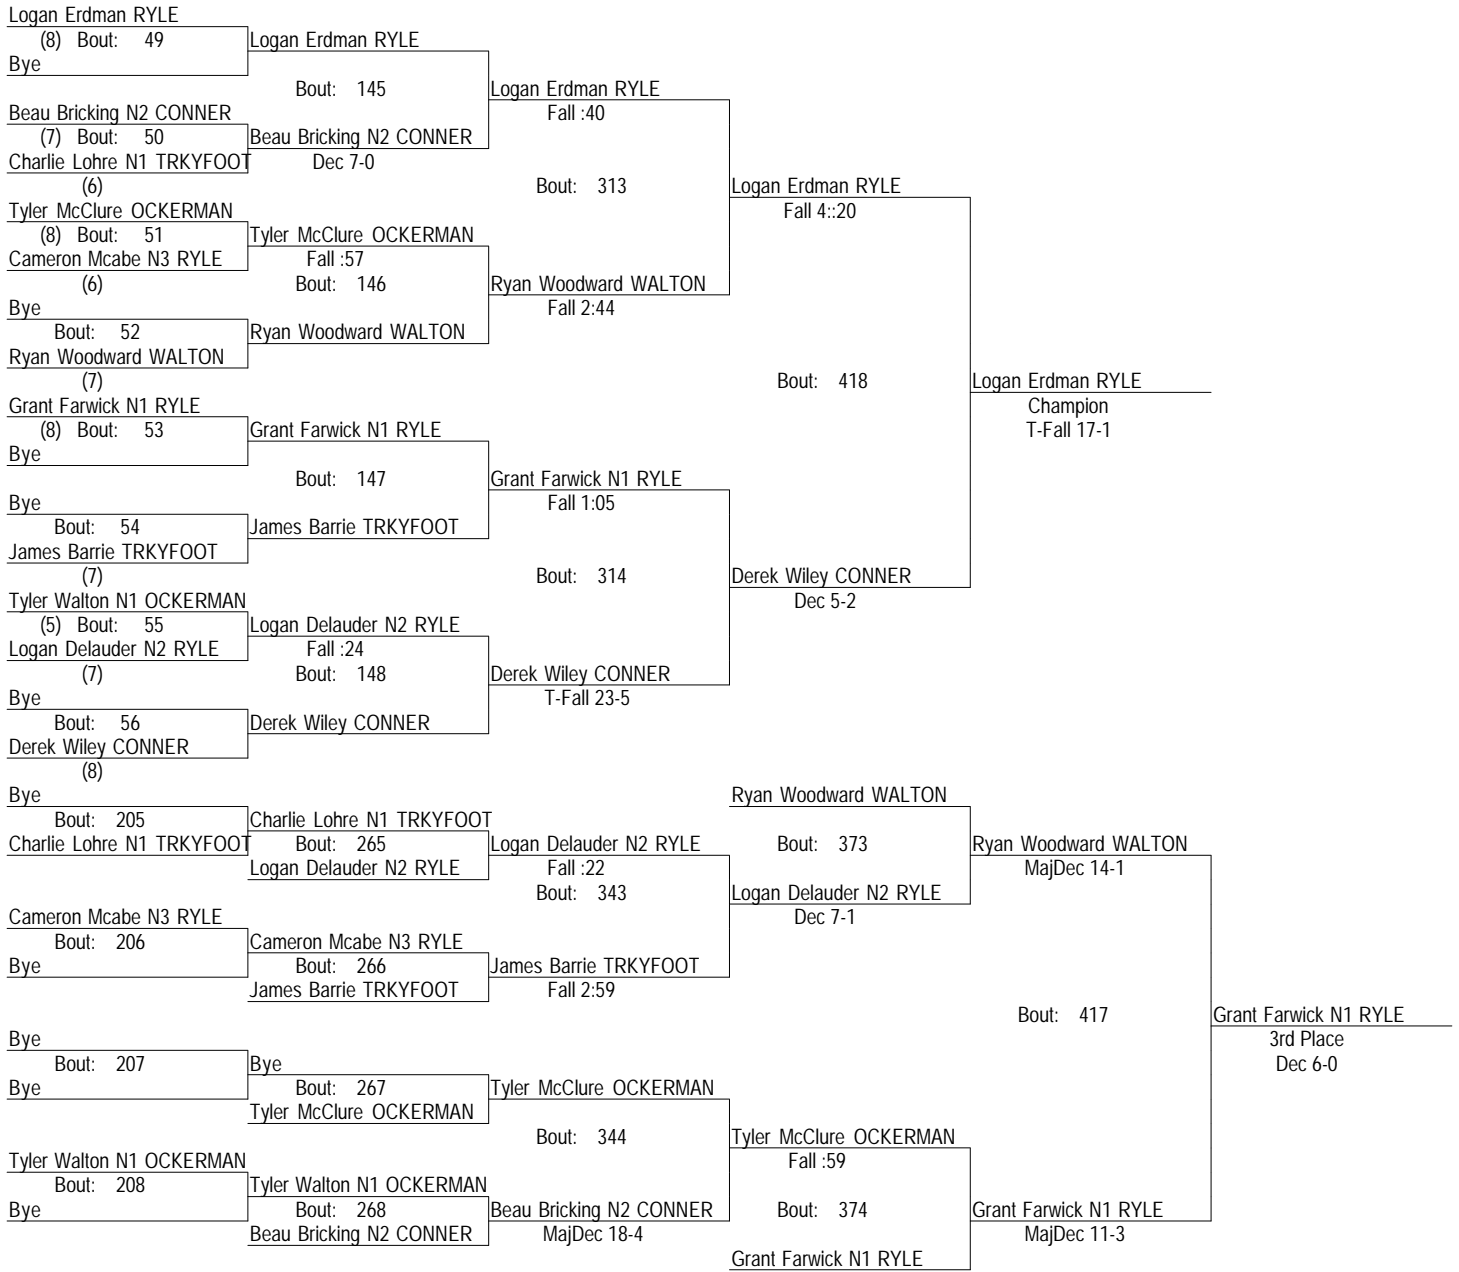 Logan Erdman RYLE
(8) Bout: 49 Logan Erdman RYLE
Bye
Bout: 145 Logan Erdman RYLE
Beau Bricking N2 CONNER Fall :40
(7) Bout: 50 Beau Bricking N2 CONNER
Charlie Lohre N1 TRKYFOOT Dec 7-0
(6) Bout: 313 Logan Erdman RYLE
Tyler McClure OCKERMAN Fall 4::20
(8) Bout: 51 Tyler McClure OCKERMAN
Cameron Mcabe N3 RYLE Fall :57
(6) Bout: 146 Ryan Woodward WALTON
Bye Fall 2:44
Bout: 52 Ryan Woodward WALTON
Ryan Woodward WALTON
(7) Bout: 418 Logan Erdman RYLE
Grant Farwick N1 RYLE Champion
(8) Bout: 53 Grant Farwick N1 RYLE T-Fall 17-1
Bye
Bout: 147 Grant Farwick N1 RYLE
Bye Fall 1:05
Bout: 54 James Barrie TRKYFOOT
James Barrie TRKYFOOT
(7) Bout: 314 Derek Wiley CONNER
Tyler Walton N1 OCKERMAN Dec 5-2
(5) Bout: 55 Logan Delauder N2 RYLE
Logan Delauder N2 RYLE Fall :24
(7) Bout: 148 Derek Wiley CONNER
Bye T-Fall 23-5
Bout: 56 Derek Wiley CONNER
Derek Wiley CONNER
(8)
Bye Ryan Woodward WALTON
Bout: 205 Charlie Lohre N1 TRKYFOOT
Charlie Lohre N1 TRKYFOOT Bout: 265 Logan Delauder N2 RYLE Bout: 373 Ryan Woodward WALTON
Logan Delauder N2 RYLE Fall :22 MajDec 14-1
Bout: 343 Logan Delauder N2 RYLE
Cameron Mcabe N3 RYLE Dec 7-1
Bout: 206 Cameron Mcabe N3 RYLE
Bye Bout: 266 James Barrie TRKYFOOT
James Barrie TRKYFOOT Fall 2:59
Bout: 417 Grant Farwick N1 RYLE
Bye 3rd Place
Bout: 207 Bye Dec 6-0
Bye Bout: 267 Tyler McClure OCKERMAN
Tyler McClure OCKERMAN
Bout: 344 Tyler McClure OCKERMAN
Tyler Walton N1 OCKERMAN Fall :59
Bout: 208 Tyler Walton N1 OCKERMAN
Bye Bout: 268 Beau Bricking N2 CONNER Bout: 374 Grant Farwick N1 RYLE
Beau Bricking N2 CONNER MajDec 18-4 MajDec 11-3
Grant Farwick N1 RYLE